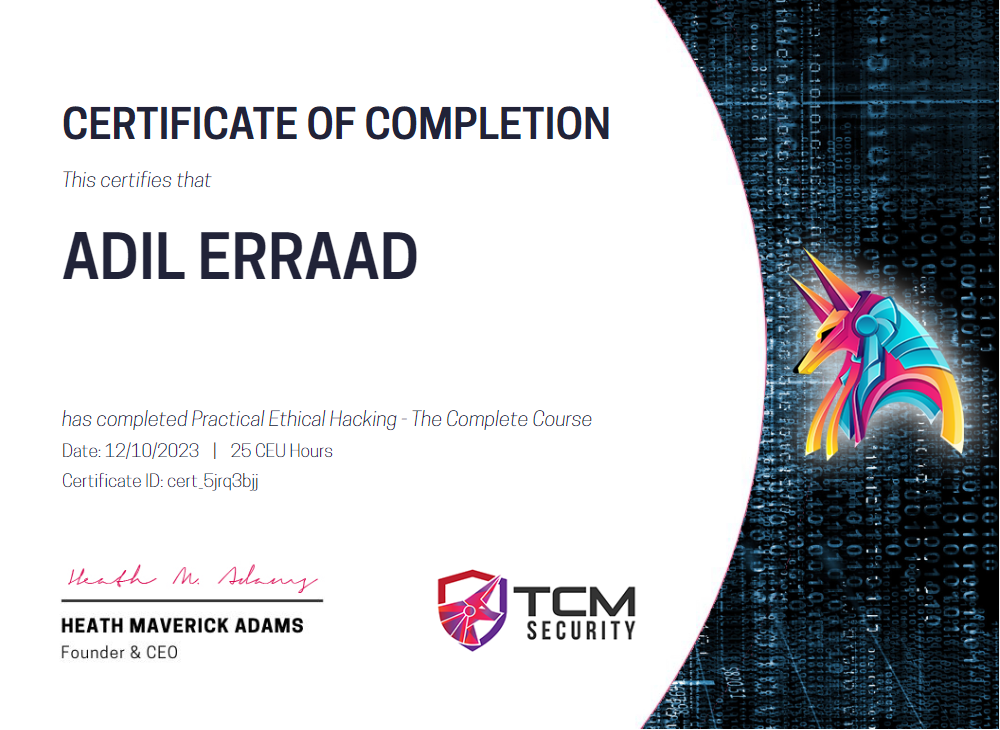 CERTIFICATE OF COMPLETION
This certifies that
ADIL ERRAAD
has completed Practical Ethical Hacking - The Complete Course
Date: 12/10/2023 | 25 CEU Hours
Certificate ID: cert_5jrq3bjj
Heath M. Adams
HEATH MAVERICK ADAMS
Founder & CEO
TCM
SECURITY